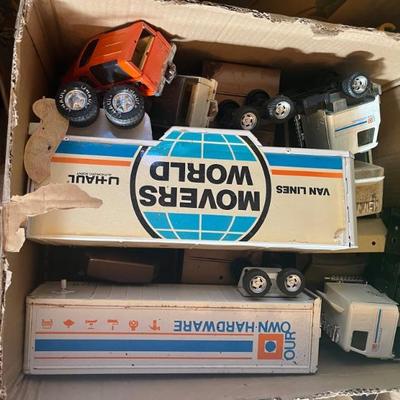 MOVERS
WORLD
VAN LINES
U-HAUL
OUR
OWN-HARDWARE